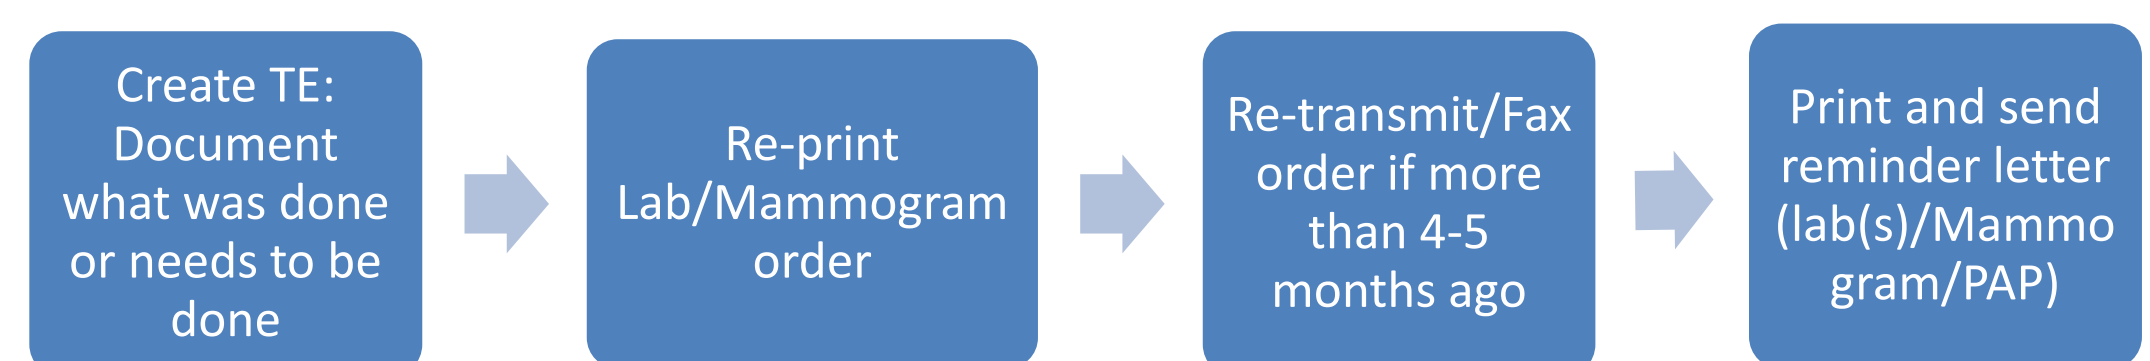 Create TE:
Document
what was done
or needs to be
done
Re-print
Lab/Mammogram
order
Re-transmit/Fax
order if more
than 4-5
months ago
Print and send
reminder letter
(lab(s)/Mammo
gram/PAP)